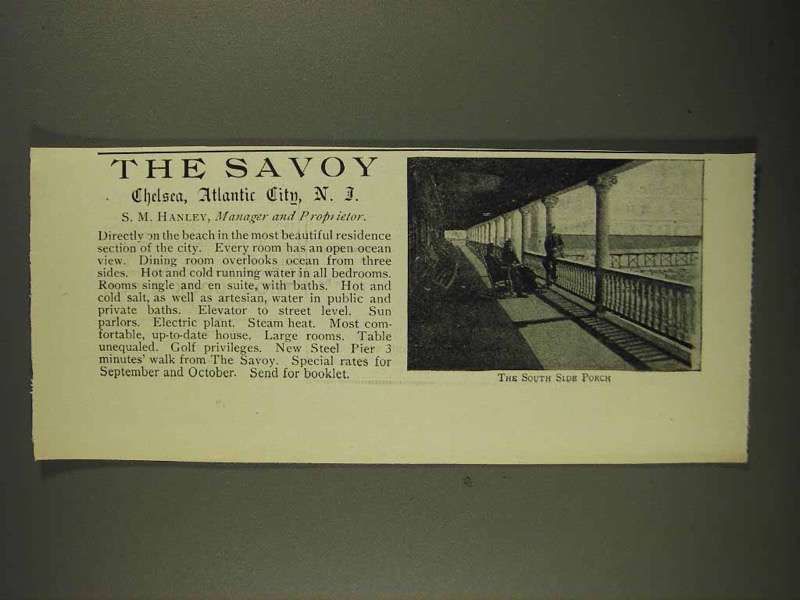 THE SAVOY
Chelsea, Atlantic City, N. J.
S. M. HANLEY, Manager and Proprietor.
Directly on the beach in the most beautiful residence
section of the city. Every room has an open ocean
view. Dining room overlooks ocean from three
sides. Hot and cold running water in all bedrooms.
Rooms single and en suite, with baths. Hot and
cold salt, as well as artesian, water in public and
private baths. Elevator to street level. Sun
parlors. Electric plant. Steam heat. Most com-
fortable, up-to-date house. Large rooms. Table
unequaled. Golf privileges. New Steel Pier 3
minutes' walk from The Savoy. Special rates for
September and October. Send for booklet.
THE SOUTH SIDE PORCH